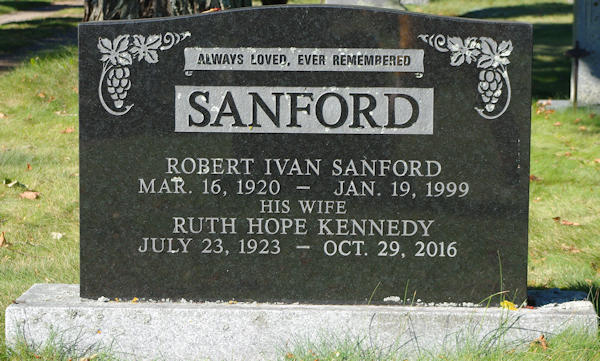 ALWAYS LOVED, EVER REMEMBERED
SANFORD
ROBERT IVAN SANFORD
MAR. 16, 1920 – JAN. 19, 1999
HIS WIFE
RUTH HOPE KENNEDY
JULY 23, 1923 – OCT. 29, 2016